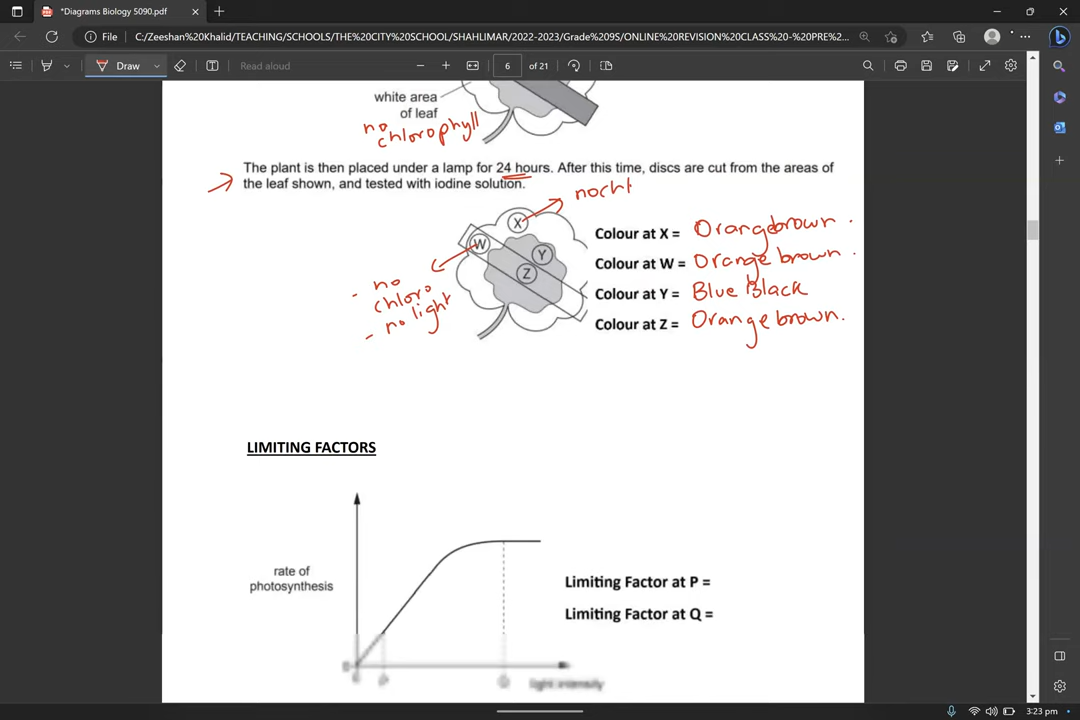 *Diagrams Biology 5090.pdf
File
C:/Zeeshan%20Khalid/TEACHING/SCHOOLS/THE%20CITY%20SCHOOL/SHAHLIMAR/2022-2023/Grade%209S/ONLINE%20REVISION%20CLASS%20-%20PRE%...
Draw
Read aloud
6
of 21
white area
of leaf
no
chlorophyll
The plant is then placed under a lamp for 24 hours. After this time, discs are cut from the areas of
the leaf shown, and tested with iodine solution.
nochl
X
W
Y
Z
- no
chloro
- no light
Colour at X = Orangebrown.
Colour at W = Orange brown.
Colour at Y = Blue Black
Colour at Z = Orange brown.
LIMITING FACTORS
rate of
photosynthesis
Limiting Factor at P =
Limiting Factor at Q =
0
P
Q
light intensity
3:23 pm